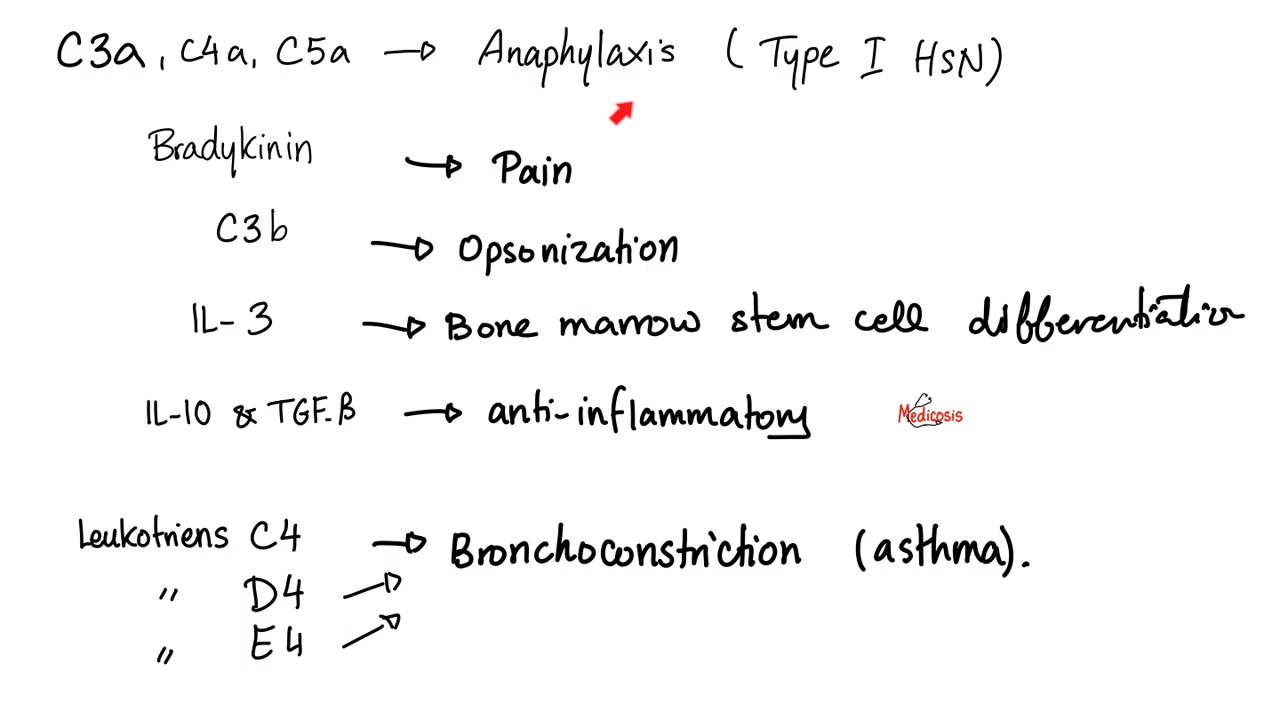 C3a, C4a, C5a → Anaphylaxis (Type I HSN)
Bradykinin → Pain
C3b → Opsonization
IL-3 → Bone marrow stem cell differentiation
IL-10 & TGF-β → anti-inflammatory
Medicosis
Leukotriens C4 → Bronchoconstriction (asthma).
" D4 →
" E4 →